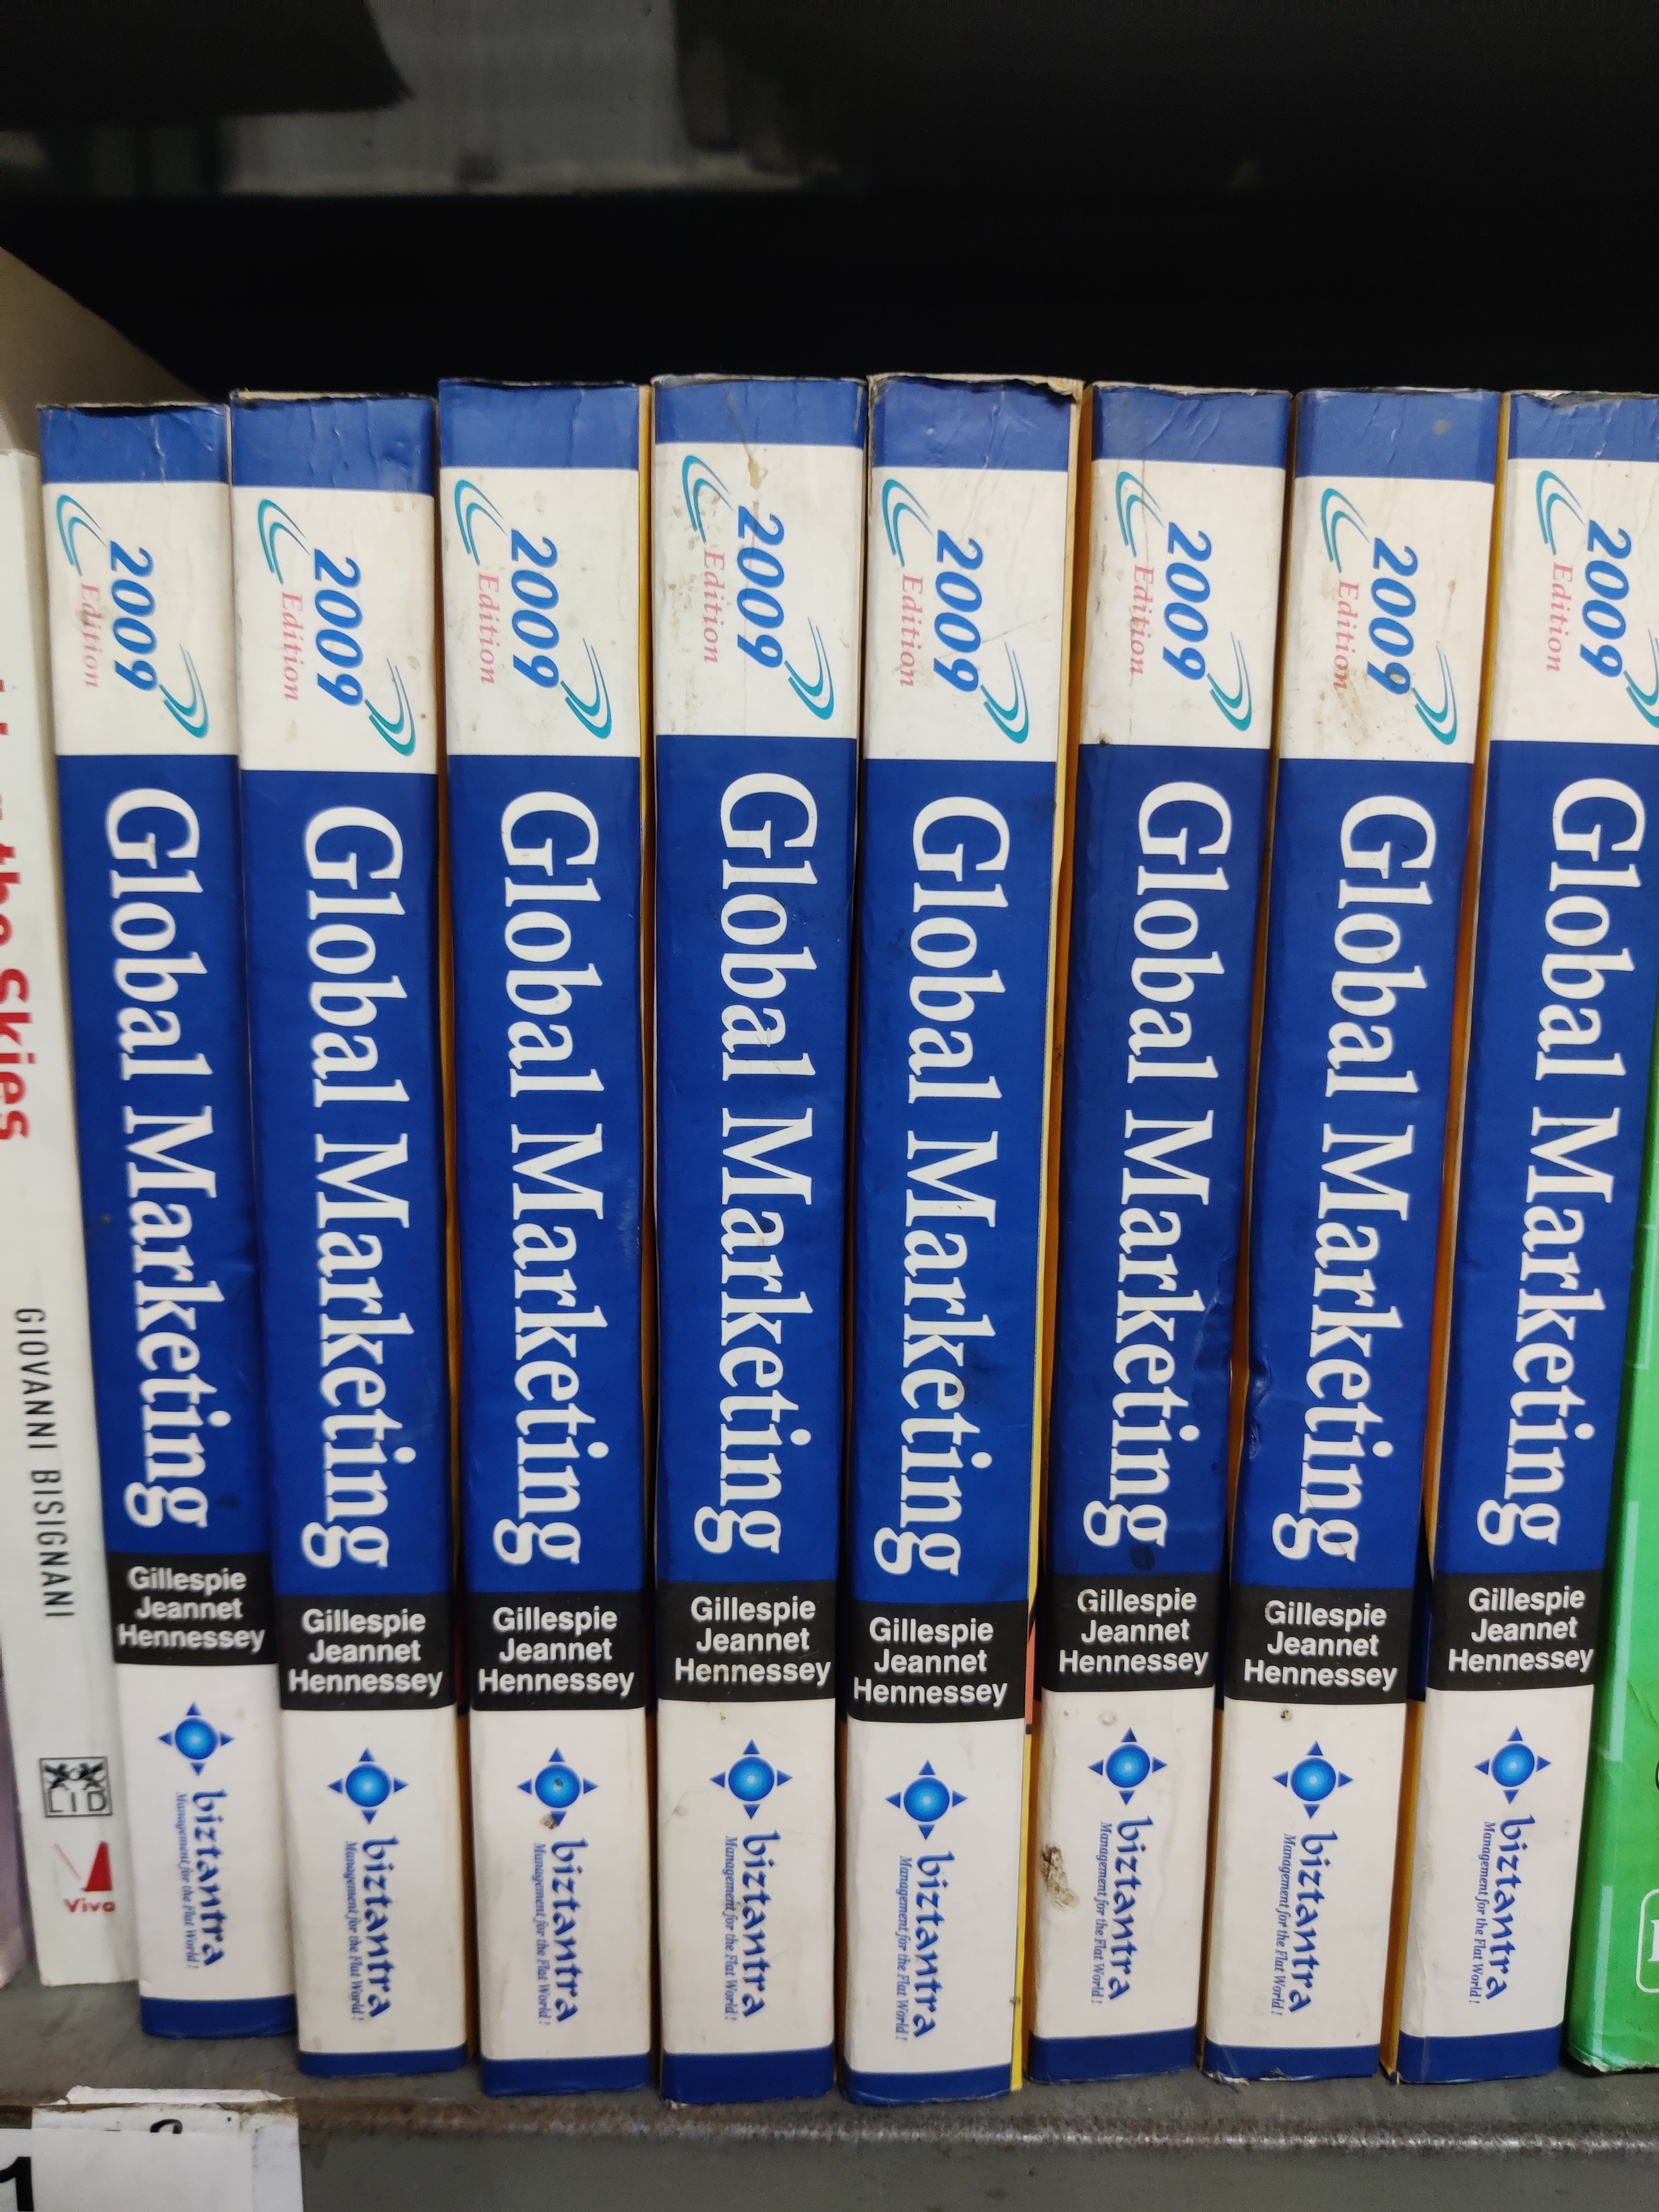 the Skies
GIOVANNI BISIGNANI
LID
Viva
2009
Edition
Global Marketing
Gillespie
Jeannet
Hennessey
biztantra
Management for the Flat World!
2009
Edition
Global Marketing
Gillespie
Jeannet
Hennessey
biztantra
Management for the Flat World!
2009
Edition
Global Marketing
Gillespie
Jeannet
Hennessey
biztantra
Management for the Flat World!
2009
Edition
Global Marketing
Gillespie
Jeannet
Hennessey
biztantra
Management for the Flat World!
2009
Edition
Global Marketing
Gillespie
Jeannet
Hennessey
biztantra
Management for the Flat World!
2009
Edition
Global Marketing
Gillespie
Jeannet
Hennessey
biztantra
Management for the Flat World!
2009
Edition
Global Marketing
Gillespie
Jeannet
Hennessey
biztantra
Management for the Flat World!
2009
Edition
Global Marketing
Gillespie
Jeannet
Hennessey
biztantra
Management for the Flat World!
1